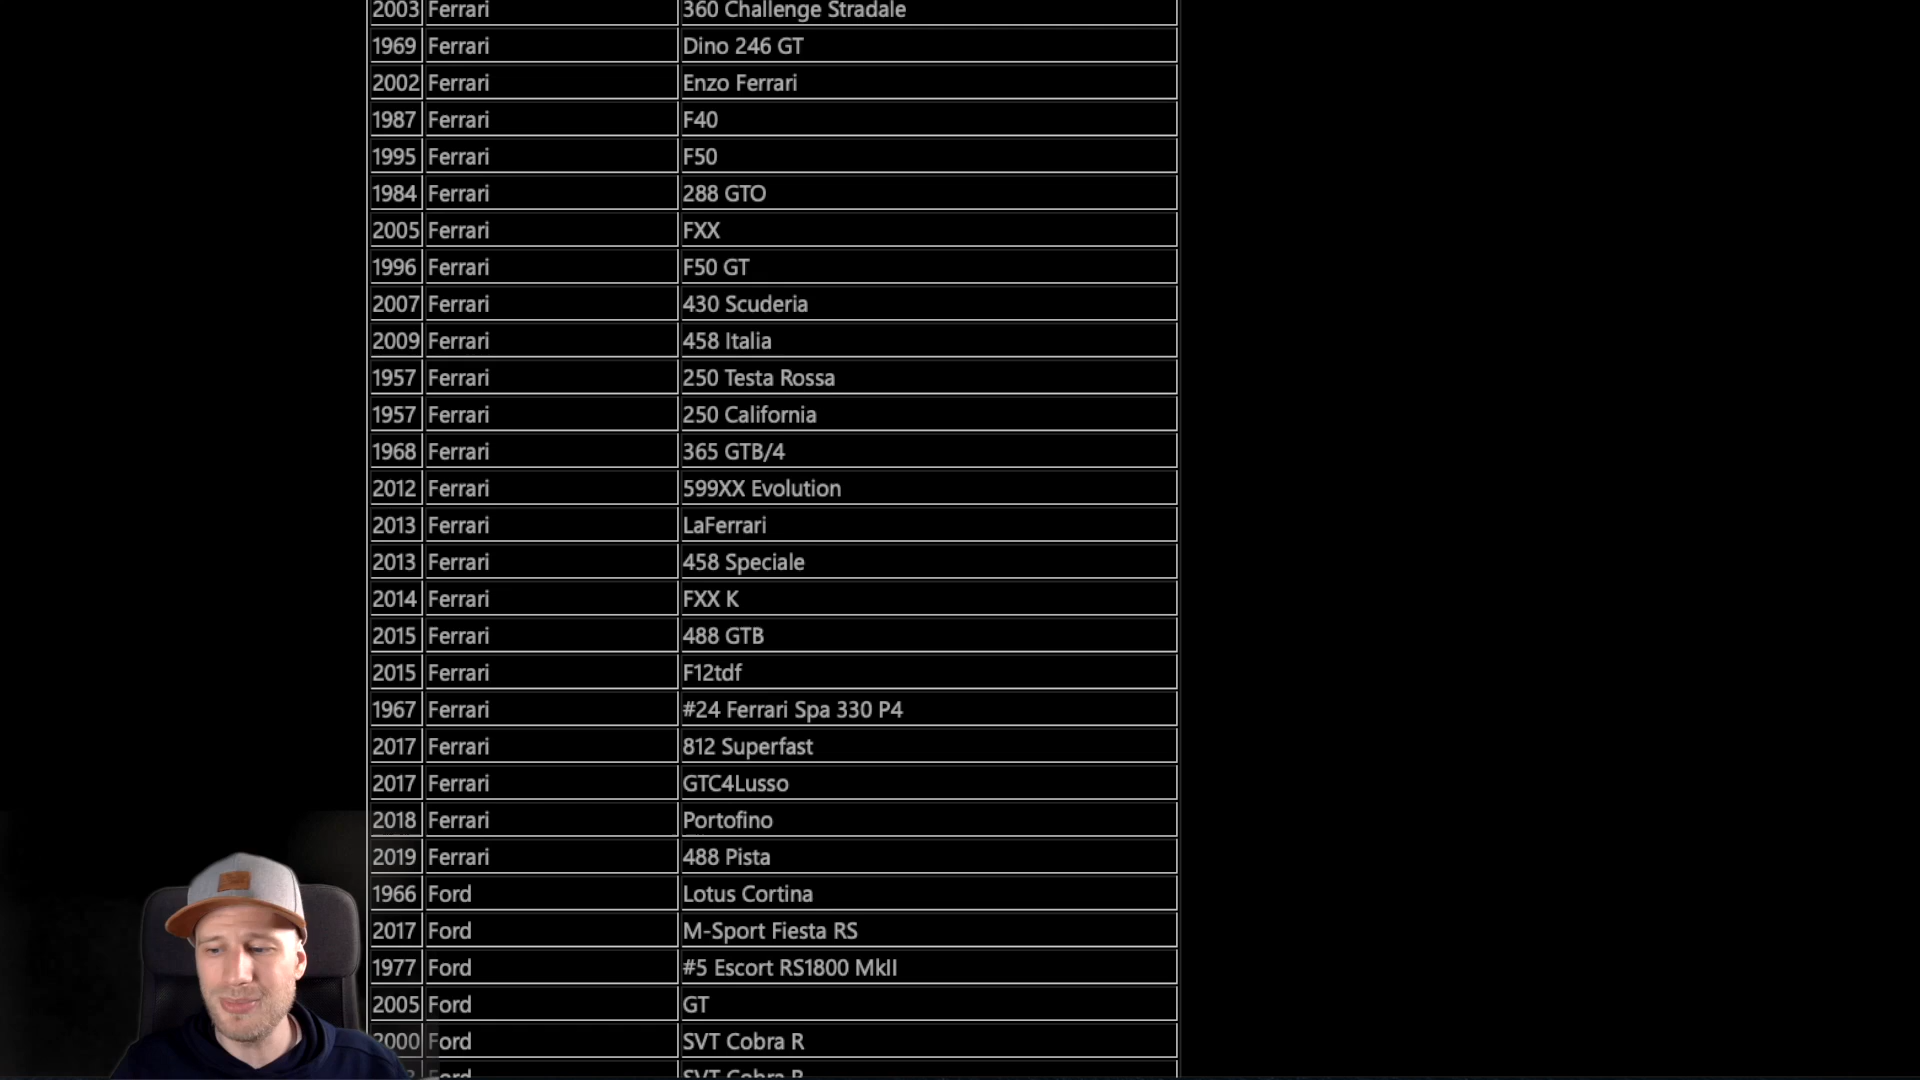 2003 Ferrari 360 Challenge Stradale
1969 Ferrari Dino 246 GT
2002 Ferrari Enzo Ferrari
1987 Ferrari F40
1995 Ferrari F50
1984 Ferrari 288 GTO
2005 Ferrari FXX
1996 Ferrari F50 GT
2007 Ferrari 430 Scuderia
2009 Ferrari 458 Italia
1957 Ferrari 250 Testa Rossa
1957 Ferrari 250 California
1968 Ferrari 365 GTB/4
2012 Ferrari 599XX Evolution
2013 Ferrari LaFerrari
2013 Ferrari 458 Speciale
2014 Ferrari FXX K
2015 Ferrari 488 GTB
2015 Ferrari F12tdf
1967 Ferrari #24 Ferrari Spa 330 P4
2017 Ferrari 812 Superfast
2017 Ferrari GTC4Lusso
2018 Ferrari Portofino
2019 Ferrari 488 Pista
1966 Ford Lotus Cortina
2017 Ford M-Sport Fiesta RS
1977 Ford #5 Escort RS1800 MkII
2005 Ford GT
2000 Ford SVT Cobra R
Ford SVT Cobra R